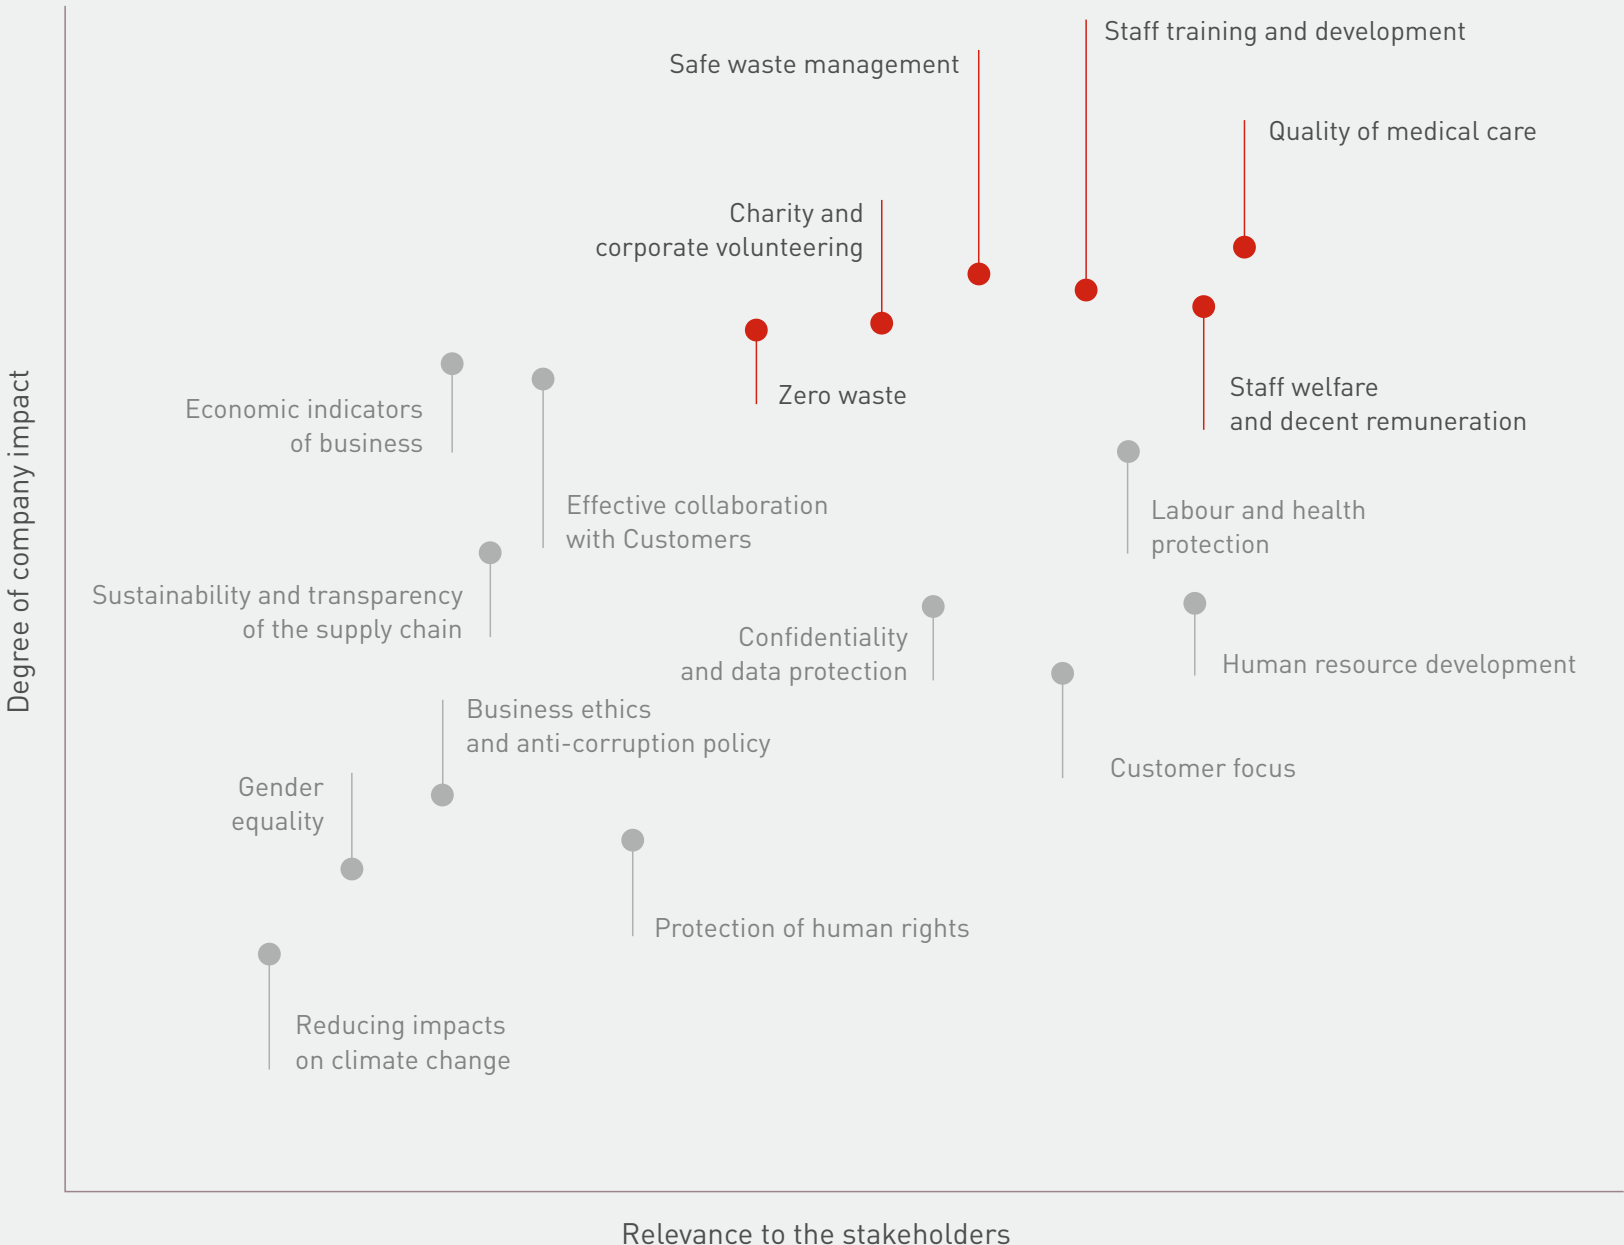 Staff training and development
Safe waste management
Quality of medical care
Charity and
corporate volunteering
Zero waste
Staff welfare
and decent remuneration
Economic indicators
of business
Effective collaboration
with Customers
Labour and health
protection
Sustainability and transparency
of the supply chain
Confidentiality
and data protection
Human resource development
Business ethics
and anti-corruption policy
Customer focus
Gender
equality
Protection of human rights
Reducing impacts
on climate change
Degree of company impact
Relevance to the stakeholders